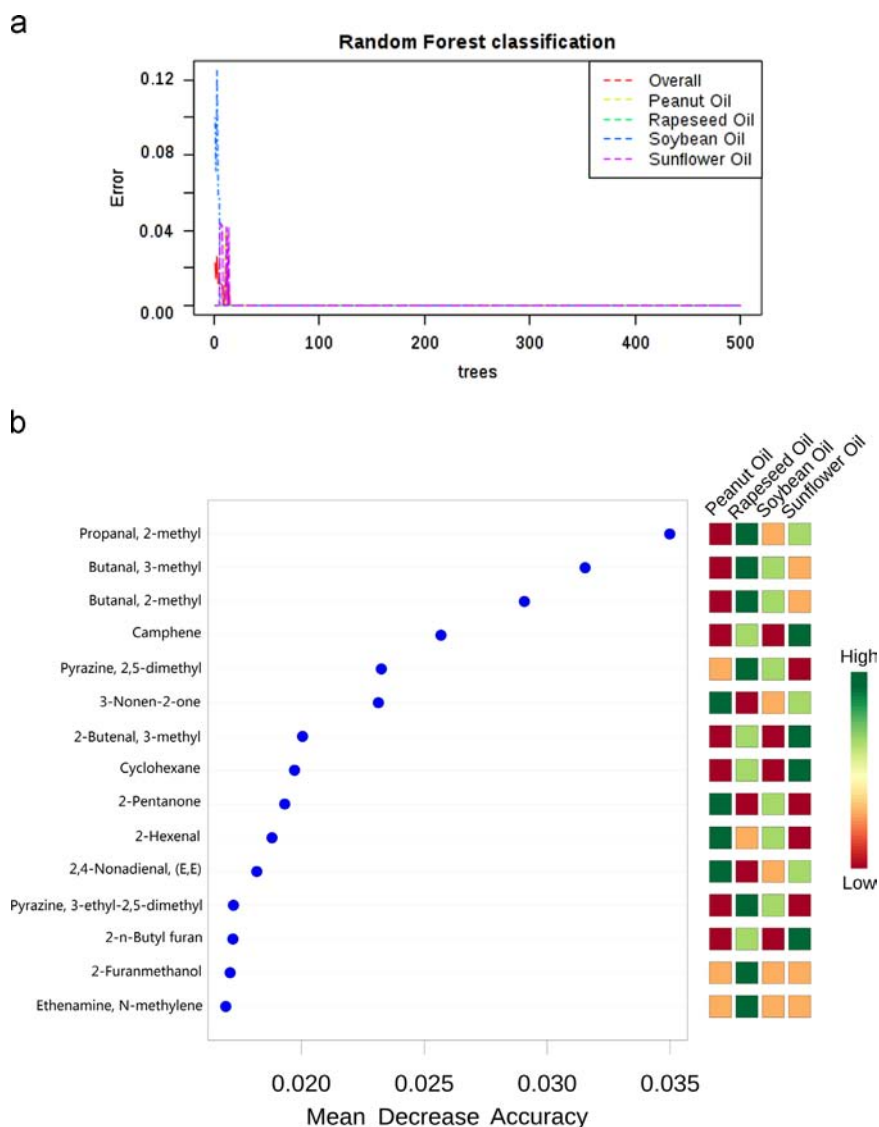 a
Random Forest classification
Overall
Peanut Oil
Rapeseed Oil
Soybean Oil
Sunflower Oil
0.12
0.08
0.04
0.00
Error
0
100
200
300
400
500
trees
b
Peanut Oil
Rapeseed Oil
Soybean Oil
Sunflower Oil
Propanal, 2-methyl
Butanal, 3-methyl
Butanal, 2-methyl
Camphene
Pyrazine, 2,5-dimethyl
3-Nonen-2-one
2-Butenal, 3-methyl
Cyclohexane
2-Pentanone
2-Hexenal
2,4-Nonadienal, (E,E)
Pyrazine, 3-ethyl-2,5-dimethyl
2-n-Butyl furan
2-Furanmethanol
Ethenamine, N-methylene
High
Low
0.020
0.025
0.030
0.035
Mean Decrease Accuracy